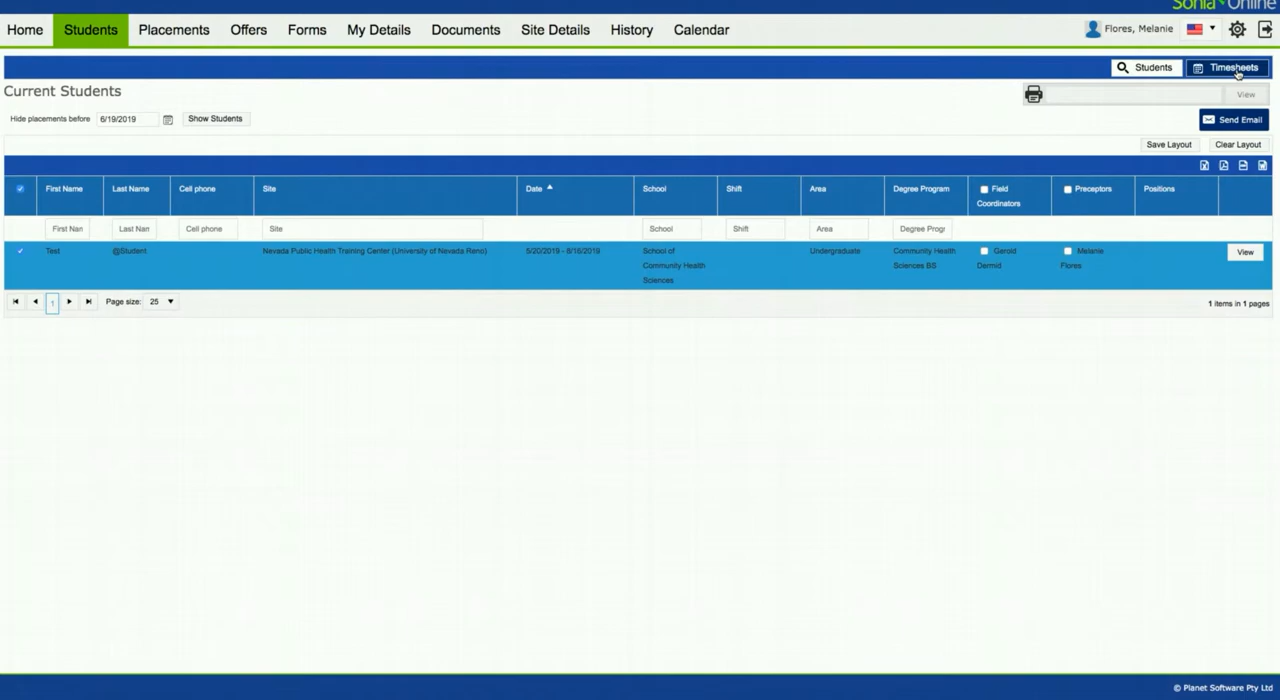 Sonia Online
Home Students Placements Offers Forms My Details Documents Site Details History Calendar Flores, Melanie
Students Timesheets
Current Students
View
Hide placements before 6/19/2019 Show Students Send Email
Save Layout Clear Layout
First Name Last Name Cell phone Site Date School Shift Area Degree Program Field Preceptors Positions
Coordinators
First Nan Last Nan Cell phone Site School Shift Area Degree Progr
Test @Student Nevada Public Health Training Center (University of Nevada Reno) 5/20/2019 - 8/16/2019 School of Undergraduate Community Health Gerold Melanie View
Community Health Sciences BS Dermid Flores
Sciences
1 Page size: 25 1 items in 1 pages
© Planet Software Pty Ltd